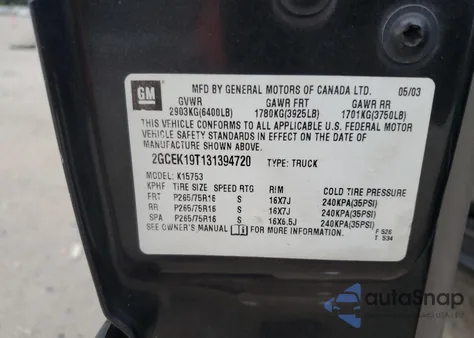 GM
MFD BY GENERAL MOTORS OF CANADA LTD. 05/03
GVWR GAWR FRT GAWR RR
2903KG(6400LB) 1780KG(3925LB) 1701KG(3750LB)
THIS VEHICLE CONFORMS TO ALL APPLICABLE U.S. FEDERAL MOTOR
VEHICLE SAFETY STANDARDS IN EFFECT ON THE DATE OF
MANUFACTURE SHOWN ABOVE.
2GCEK19T131394720 TYPE: TRUCK
MODEL: K15753
KPHF TIRE SIZE SPEED RTG RIM COLD TIRE PRESSURE
FRT P265/75R16 S 16X7J 240KPA(35PSI)
RR P265/75R16 S 16X7J 240KPA(35PSI)
SPA P265/75R16 S 16X6.5J 240KPA(35PSI)
SEE OWNER'S MANUAL FOR MORE INFORMATION. F 526
T 534
autoSnap